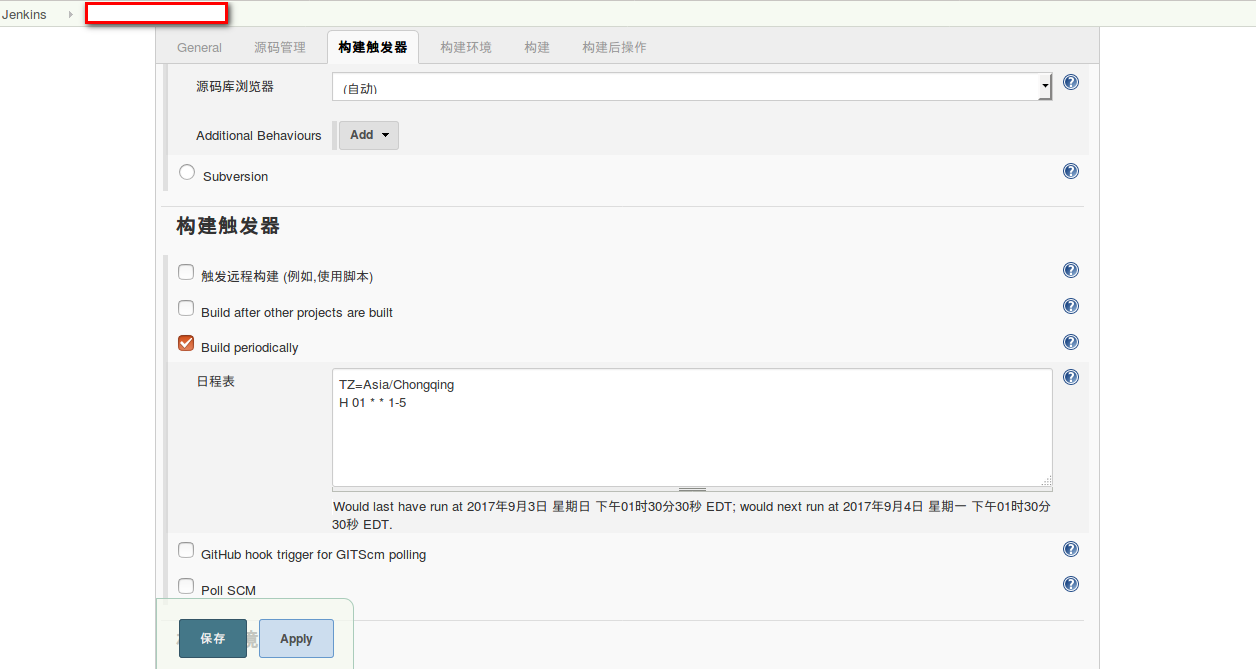 Jenkins
General 源码管理 构建触发器 构建环境 构建 构建后操作
源码库浏览器
(自动)
Additional Behaviours
Add
Subversion
构建触发器
触发远程构建 (例如,使用脚本)
Build after other projects are built
Build periodically
日程表
TZ=Asia/Chongqing
H 01 * * 1-5
Would last have run at 2017年9月3日 星期日 下午01时30分30秒 EDT; would next run at 2017年9月4日 星期一 下午01时30分
30秒 EDT.
GitHub hook trigger for GITScm polling
Poll SCM
保存 Apply